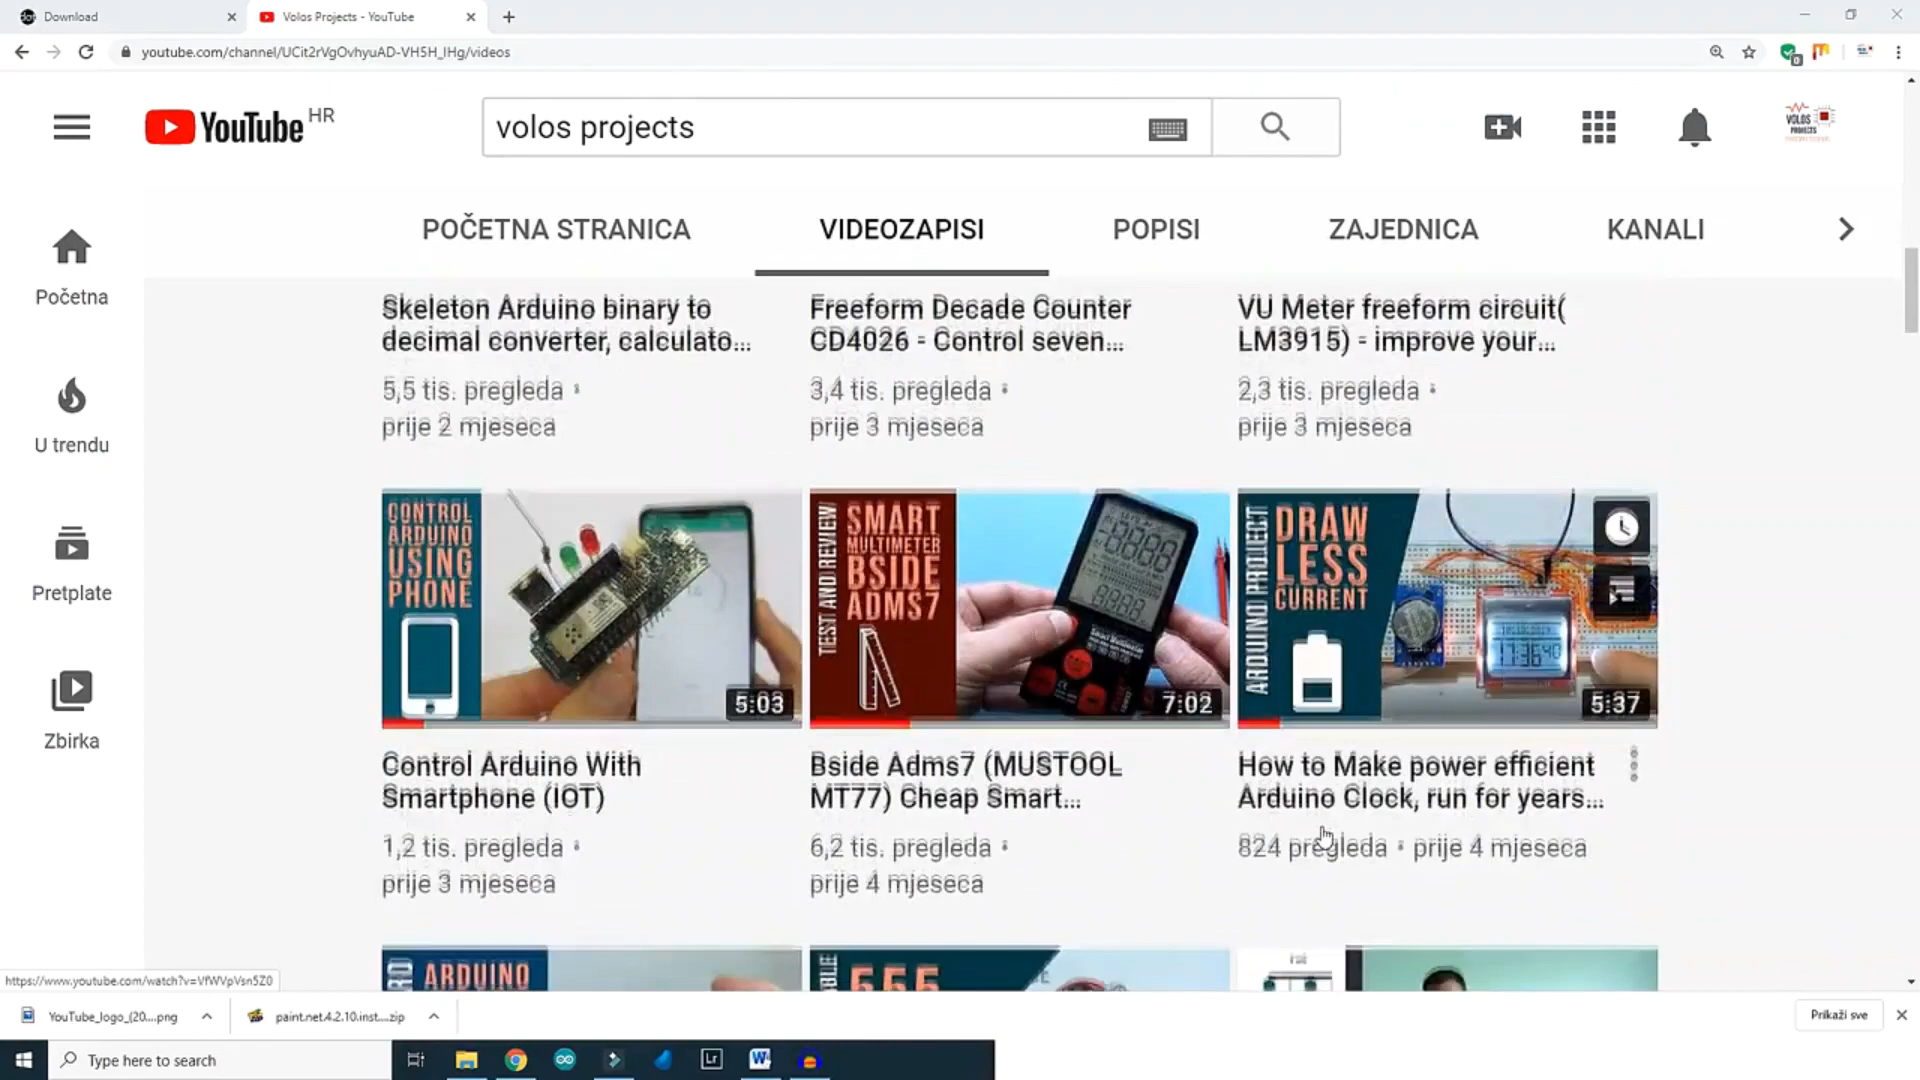 Download
Volos Projects - YouTube
youtube.com/channel/UCit2rVgOvhyuAD-VH5H_IHg/videos
YouTube HR
volos projects
VOLOS
PROJECTS
POČETNA STRANICA
VIDEOZAPISI
POPISI
ZAJEDNICA
KANALI
Početna
U trendu
Pretplate
Zbirka
Skeleton Arduino binary to
decimal converter, calculato...
5,5 tis. pregleda •
prije 2 mjeseca
Freeform Decade Counter
CD4026 - Control seven...
3,4 tis. pregleda •
prije 3 mjeseca
VU Meter freeform circuit(
LM3915) - improve your...
2,3 tis. pregleda •
prije 3 mjeseca
CONTROL
ARDUINO
USING
PHONE
5:03
Control Arduino With
Smartphone (IOT)
1,2 tis. pregleda •
prije 3 mjeseca
TEST AND REVIEW
SMART
MULTIMETER
BSIDE
ADMS7
7:02
Bside Adms7 (MUSTOOL
MT77) Cheap Smart...
6,2 tis. pregleda •
prije 4 mjeseca
ARDUINO PROJECT
DRAW
LESS
CURRENT
5:37
How to Make power efficient
Arduino Clock, run for years...
824 pregleda • prije 4 mjeseca
ARDUINO
555
https://www.youtube.com/watch?v=VfWVpVsn5Z0
YouTube_logo_(20....png
paint.net.4.2.10.inst....zip
Prikaži sve
Type here to search
Lr
W